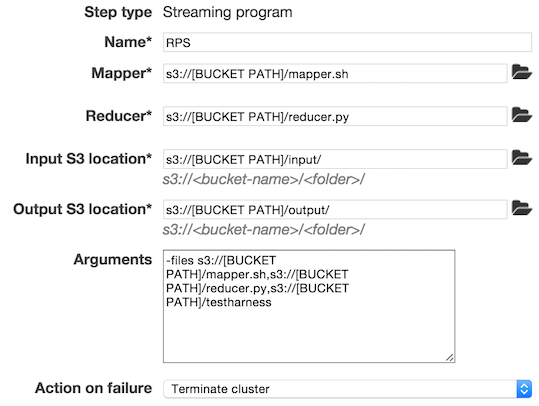 Step type Streaming program
Name* RPS
Mapper* s3://[BUCKET PATH]/mapper.sh
Reducer* s3://[BUCKET PATH]/reducer.py
Input S3 location* s3://[BUCKET PATH]/input/
s3://<bucket-name>/<folder>/
Output S3 location* s3://[BUCKET PATH]/output/
s3://<bucket-name>/<folder>/
Arguments -files s3://[BUCKET
PATH]/mapper.sh,s3://[BUCKET
PATH]/reducer.py,s3://[BUCKET
PATH]/testharness
Action on failure Terminate cluster